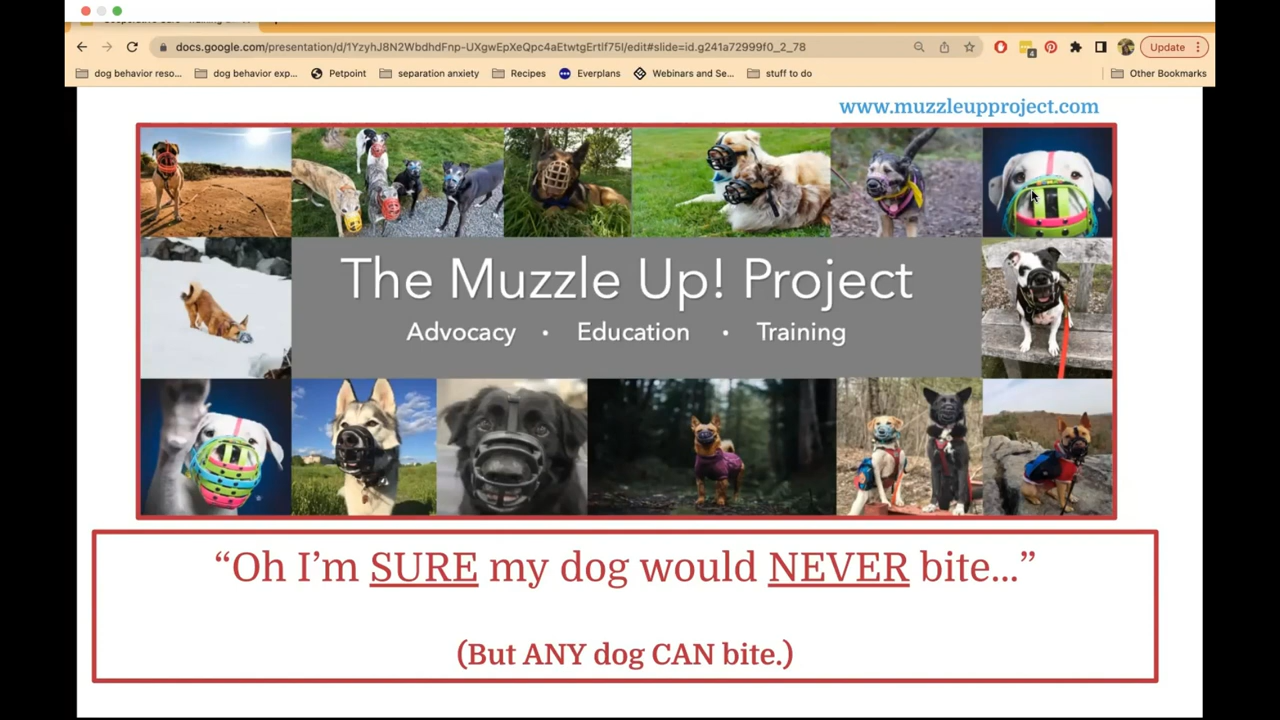 docs.google.com/presentation/d/1YzyhJ8N2WbdhdFnp-UXgwEpXeQpc4aEtwtgErtlf75I/edit#slide=id.g241a72999f0_2_78
4
Update
dog behavior reso...
dog behavior exp...
Petpoint
separation anxiety
Recipes
Everplans
Webinars and Se...
stuff to do
Other Bookmarks
www.muzzleupproject.com
The Muzzle Up! Project
Advocacy • Education • Training
“Oh I’m SURE my dog would NEVER bite...”
(But ANY dog CAN bite.)